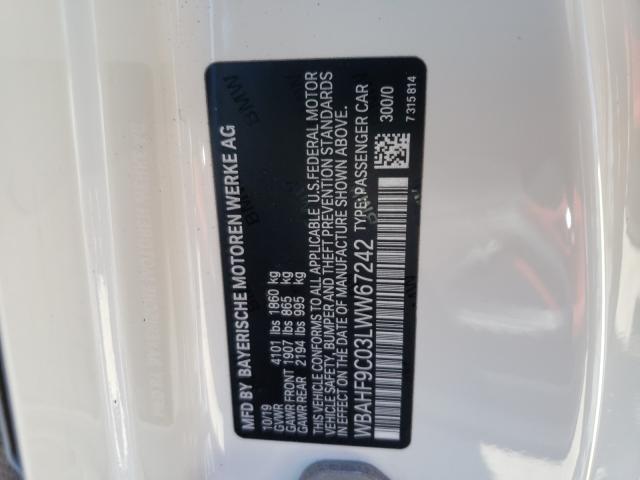 MFD BY BAYERISCHE MOTOREN WERKE AG
10/19
GVWR 4101 lbs 1860 kg
GAWR FRONT 1907 lbs 865 kg
GAWR REAR 2194 lbs 995 kg
THIS VEHICLE CONFORMS TO ALL APPLICABLE U.S.FEDERAL MOTOR
VEHICLE SAFETY, BUMPER AND THEFT PREVENTION STANDARDS
IN EFFECT ON THE DATE OF MANUFACTURE SHOWN ABOVE.
WBAHF9C03LWW67242 TYPE: PASSENGER CAR
300/0
7 315 814
BMW